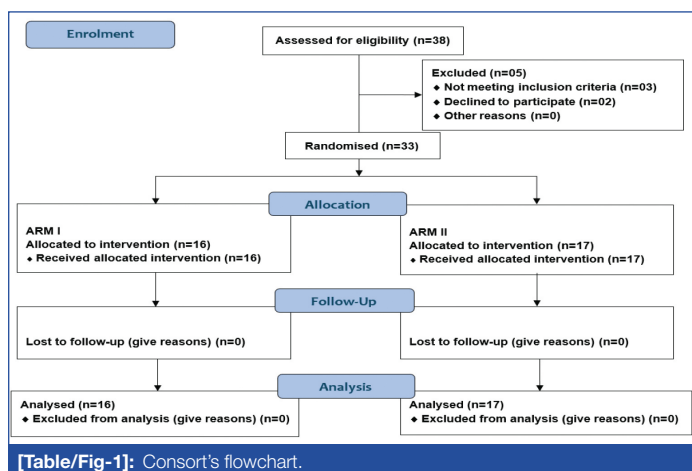 Enrolment
Assessed for eligibility (n=38)
Excluded (n=05)
◆ Not meeting inclusion criteria (n=03)
◆ Declined to participate (n=02)
◆ Other reasons (n=0)
Randomised (n=33)
Allocation
ARM I
Allocated to intervention (n=16)
◆ Received allocated intervention (n=16)
ARM II
Allocated to intervention (n=17)
◆ Received allocated intervention (n=17)
Follow-Up
Lost to follow-up (give reasons) (n=0)
Lost to follow-up (give reasons) (n=0)
Analysis
Analysed (n=16)
◆ Excluded from analysis (give reasons) (n=0)
Analysed (n=17)
◆ Excluded from analysis (give reasons) (n=0)
[Table/Fig-1]: Consort's flowchart.